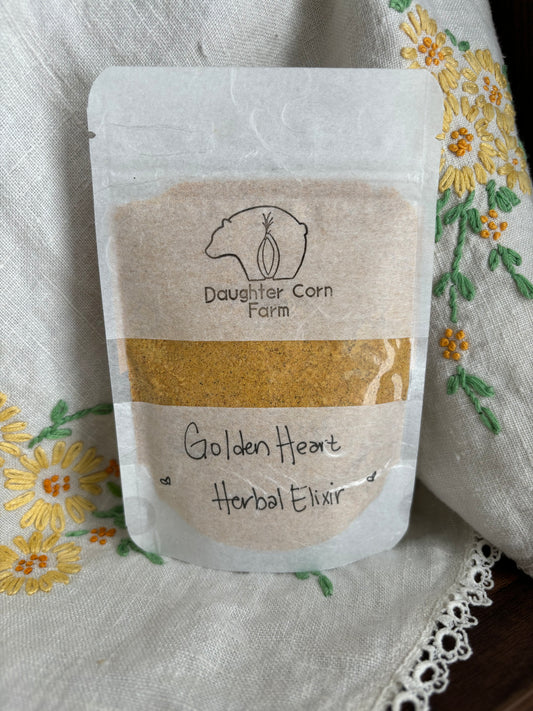 Daughter Corn
Farm
Golden Heart
Herbal Elixir